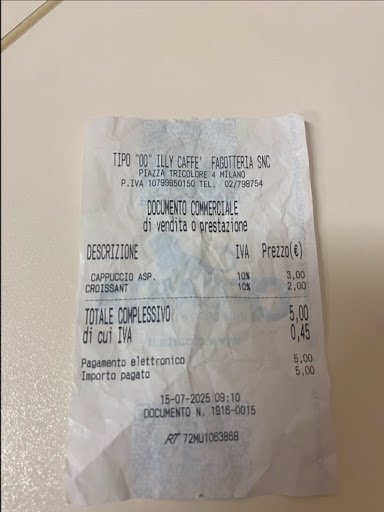 TIPO "00" ILLY CAFFE' FAGOTTERIA SNC
PIAZZA TRICOLORE 4 MILANO
P.IVA 10799850150 TEL. 02/798754
DOCUMENTO COMMERCIALE
di vendita o prestazione
DESCRIZIONE IVA Prezzo(€)
CAPPUCCIO ASP. 10% 3,00
CROISSANT 10% 2,00
TOTALE COMPLESSIVO 5,00
di cui IVA 0,45
Pagamento elettronico 5,00
Importo pagato 5,00
15-07-2025 09:10
DOCUMENTO N. 1916-0015
RT 72MU1083868